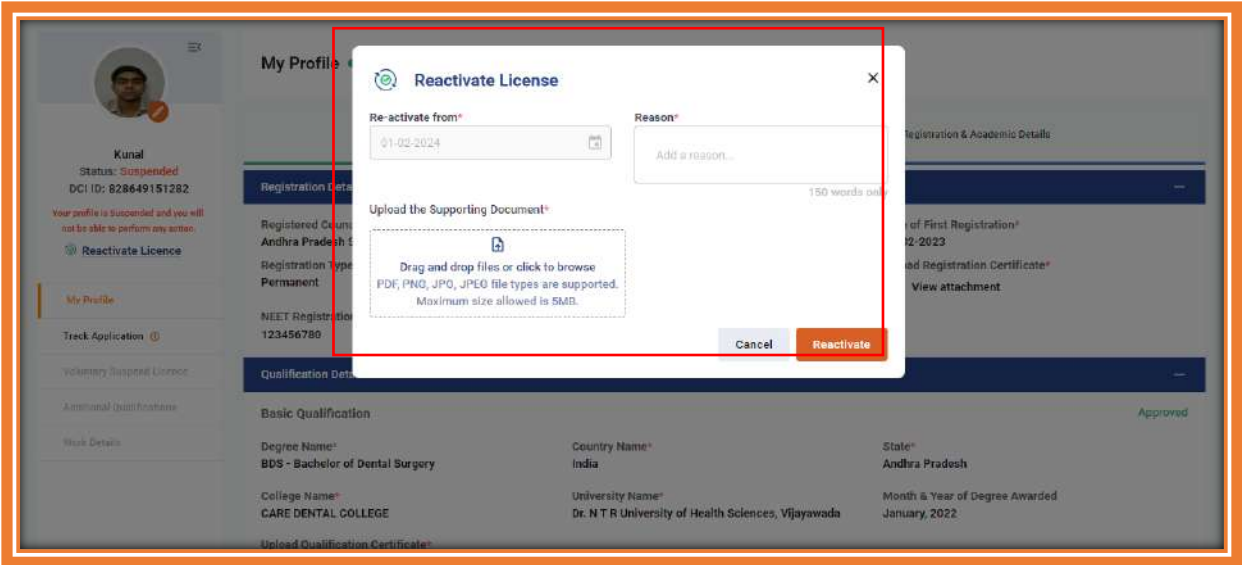 My Profile
Kunal
Status: Suspended
DCI ID: 828649151282
Your profile is Suspended and you will
not be able to perform any action.
Reactivate Licence
My Profile
Track Application
Voluntary Suspend Licence
Additional Qualifications
Work Details
Reactivate License
Re-activate from*
01-02-2024
Reason*
Add a reason...
150 words only
Upload the Supporting Document*
Drag and drop files or click to browse
PDF, PNG, JPG, JPEG file types are supported.
Maximum size allowed is 5MB.
Cancel
Reactivate
Registration & Academic Details
Registration Deta
Registered Counc
Andhra Pradesh S
of First Registration*
02-2023
Registration Type
Permanent
ad Registration Certificate*
View attachment
NEET Registration
123456780
Qualification Deta
Basic Qualification
Approved
Degree Name*
BDS - Bachelor of Dental Surgery
Country Name*
India
State*
Andhra Pradesh
College Name*
CARE DENTAL COLLEGE
University Name*
Dr. N T R University of Health Sciences, Vijayawada
Month & Year of Degree Awarded
January, 2022
Upload Qualification Certificate*